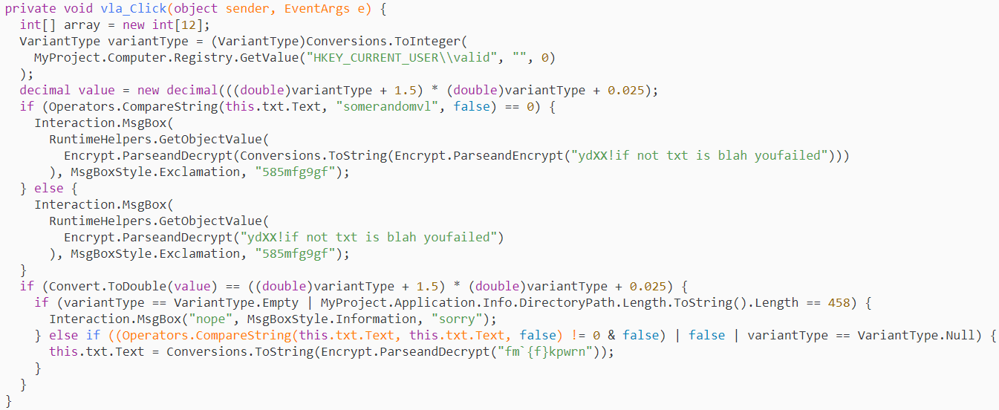 private void vla_Click(object sender, EventArgs e) {
  int[] array = new int[12];
  VariantType variantType = (VariantType)Conversions.ToInteger(
    MyProject.Computer.Registry.GetValue("HKEY_CURRENT_USER\\valid", "", 0)
  );
  decimal value = new decimal(((double)variantType + 1.5) * (double)variantType + 0.025);
  if (Operators.CompareString(this.txt.Text, "somerandomvl", false) == 0) {
    Interaction.MsgBox(
      RuntimeHelpers.GetObjectValue(
        Encrypt.ParseandDecrypt(Conversions.ToString(Encrypt.ParseandEncrypt("ydXX!if not txt is blah youfailed")))
      ), MsgBoxStyle.Exclamation, "585mfg9gf");
  } else {
    Interaction.MsgBox(
      RuntimeHelpers.GetObjectValue(
        Encrypt.ParseandDecrypt("ydXX!if not txt is blah youfailed")
      ), MsgBoxStyle.Exclamation, "585mfg9gf");
  }
  if (Convert.ToDouble(value) == ((double)variantType + 1.5) * (double)variantType + 0.025) {
    if (variantType == VariantType.Empty | MyProject.Application.Info.DirectoryPath.Length.ToString().Length == 458) {
      Interaction.MsgBox("nope", MsgBoxStyle.Information, "sorry");
    } else if ((Operators.CompareString(this.txt.Text, this.txt.Text, false) != 0 & false) | false | variantType == VariantType.Null) {
      this.txt.Text = Conversions.ToString(Encrypt.ParseandDecrypt("fm`{f}kpwrn"));
    }
  }
}